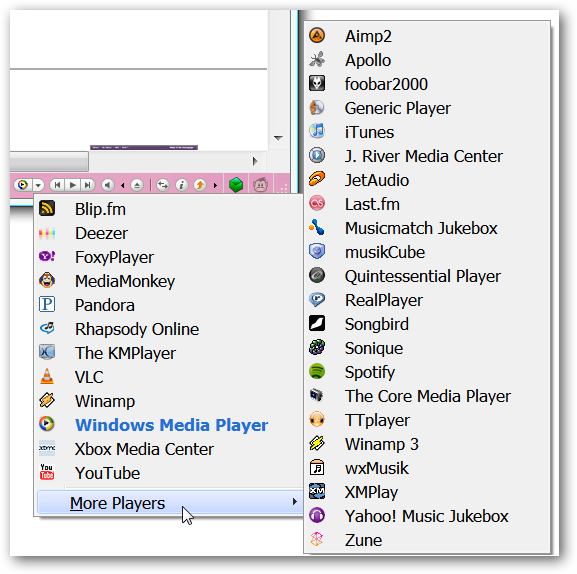 Blip.fm
Deezer
FoxyPlayer
MediaMonkey
Pandora
Rhapsody Online
The KMPlayer
VLC
Winamp
Windows Media Player
Xbox Media Center
YouTube
More Players
Aimp2
Apollo
foobar2000
Generic Player
iTunes
J. River Media Center
JetAudio
Last.fm
Musicmatch Jukebox
musikCube
Quintessential Player
RealPlayer
Songbird
Sonique
Spotify
The Core Media Player
TTplayer
Winamp 3
wxMusik
XMPlay
Yahoo! Music Jukebox
Zune